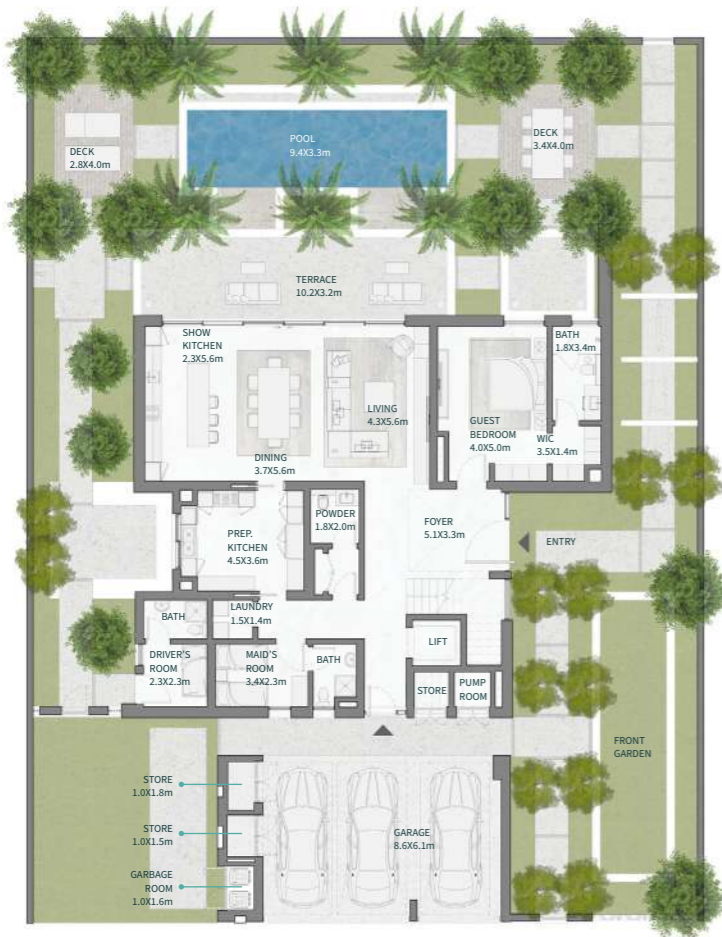 POOL
9.4X3.3m
DECK
2.8X4.0m
DECK
3.4X4.0m
TERRACE
10.2X3.2m
SHOW
KITCHEN
2.3X5.6m
BATH
1.8X3.4m
LIVING
4.3X5.6m
GUEST
BEDROOM
4.0X5.0m
WIC
3.5X1.4m
DINING
3.7X5.6m
POWDER
1.8X2.0m
FOYER
5.1X3.3m
PREP.
KITCHEN
4.5X3.6m
ENTRY
LAUNDRY
1.5X1.4m
BATH
LIFT
DRIVER'S
ROOM
2.3X2.3m
MAID'S
ROOM
3.4X2.3m
BATH
STORE
PUMP
ROOM
FRONT
GARDEN
STORE
1.0X1.8m
STORE
1.0X1.5m
GARAGE
8.6X6.1m
GARBAGE
ROOM
1.0X1.6m